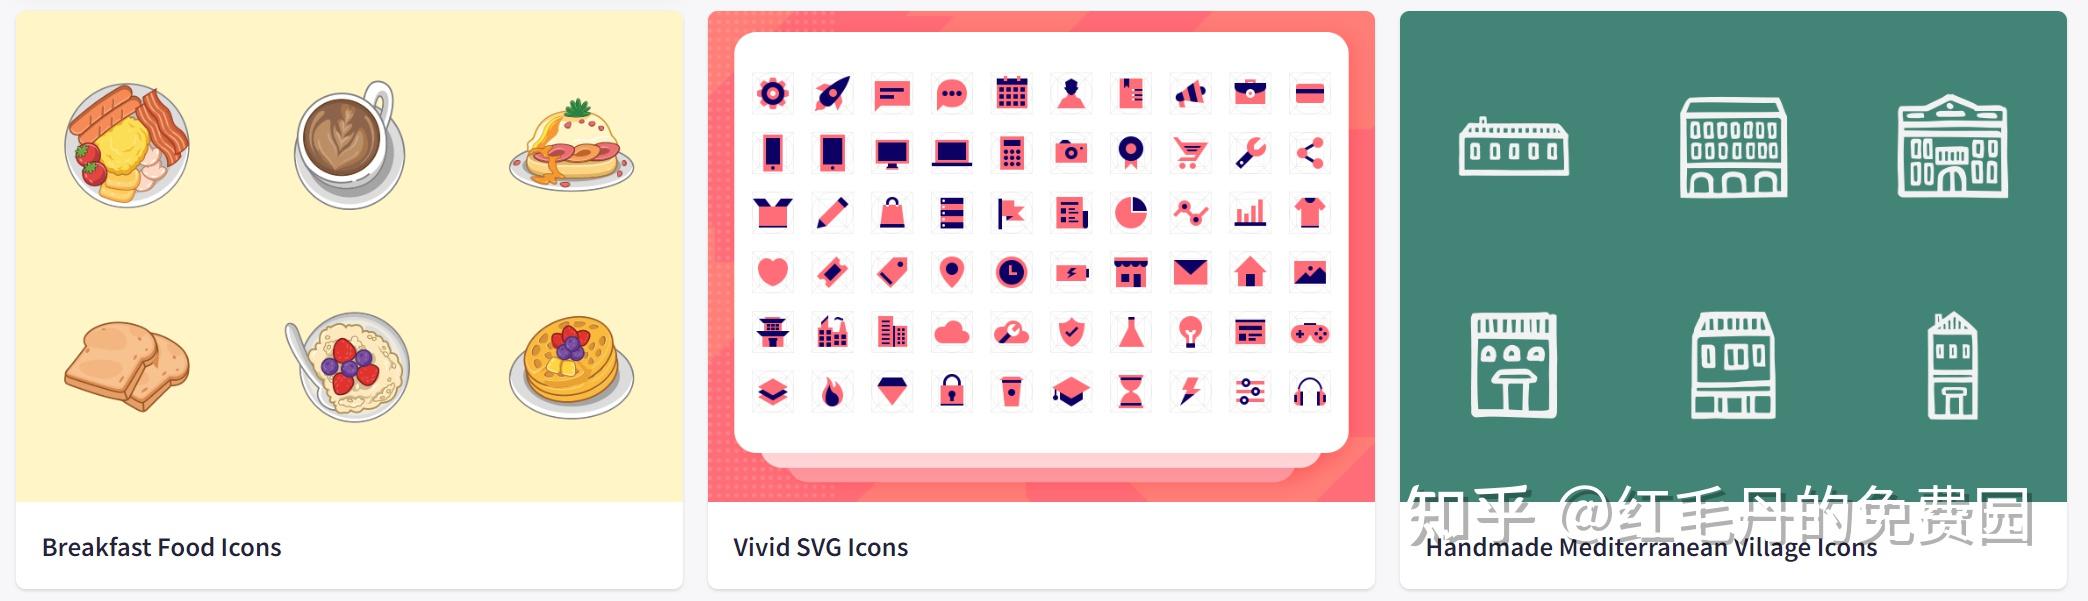 Breakfast Food Icons
Vivid SVG Icons
Handmade Mediterranean Village Icons
知乎 @红毛丹的免费园